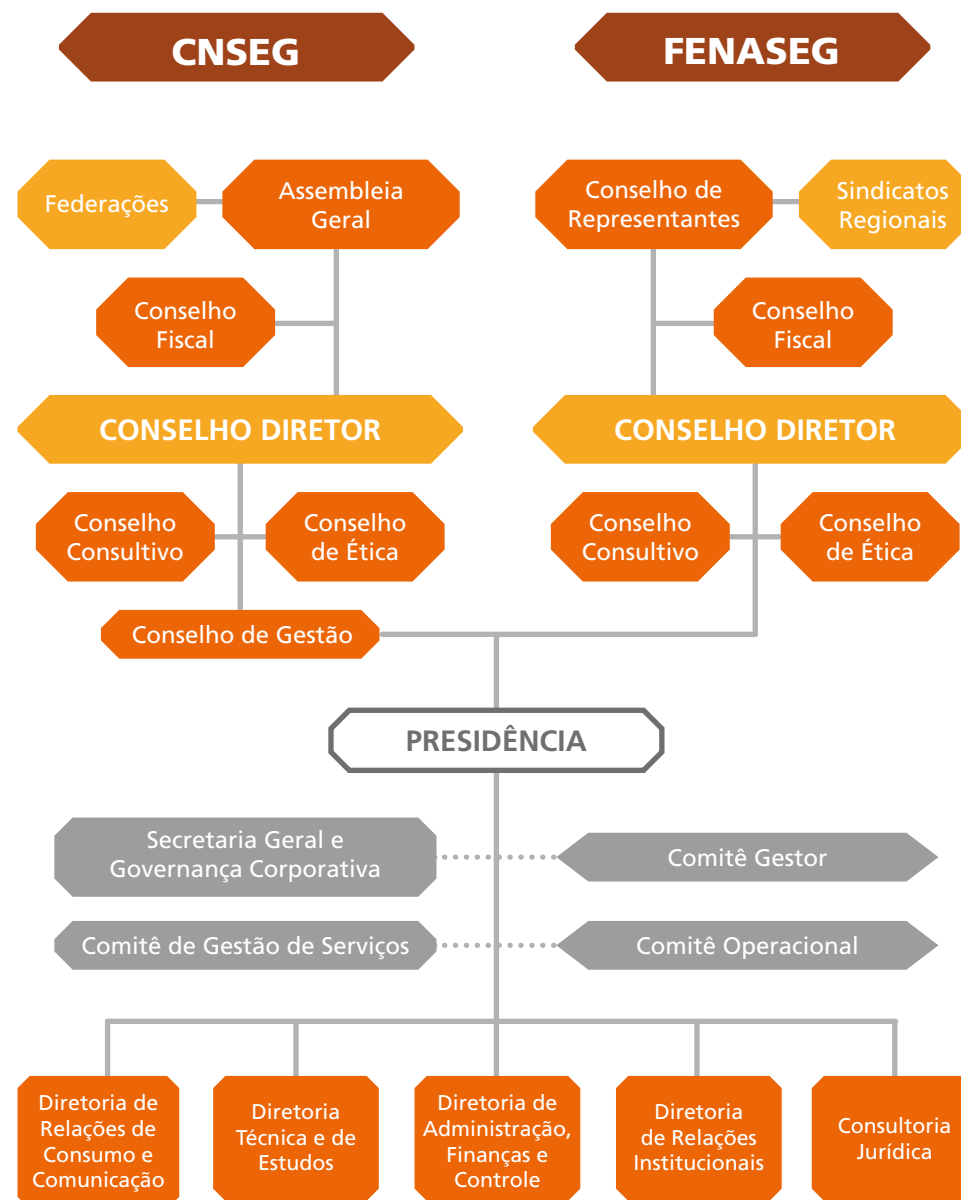 CNSEG
FENASEG
Federações
Assembleia
Geral
Conselho de
Representantes
Sindicatos
Regionais
Conselho
Fiscal
Conselho
Fiscal
CONSELHO DIRETOR
CONSELHO DIRETOR
Conselho
Consultivo
Conselho
de Ética
Conselho
Consultivo
Conselho
de Ética
Conselho de Gestão
PRESIDÊNCIA
Secretaria Geral e
Governança Corporativa
Comitê Gestor
Comitê de Gestão de Serviços
Comitê Operacional
Diretoria de
Relações de
Consumo e
Comunicação
Diretoria
Técnica e de
Estudos
Diretoria de
Administração,
Finanças e
Controle
Diretoria
de Relações
Institucionais
Consultoria
Jurídica